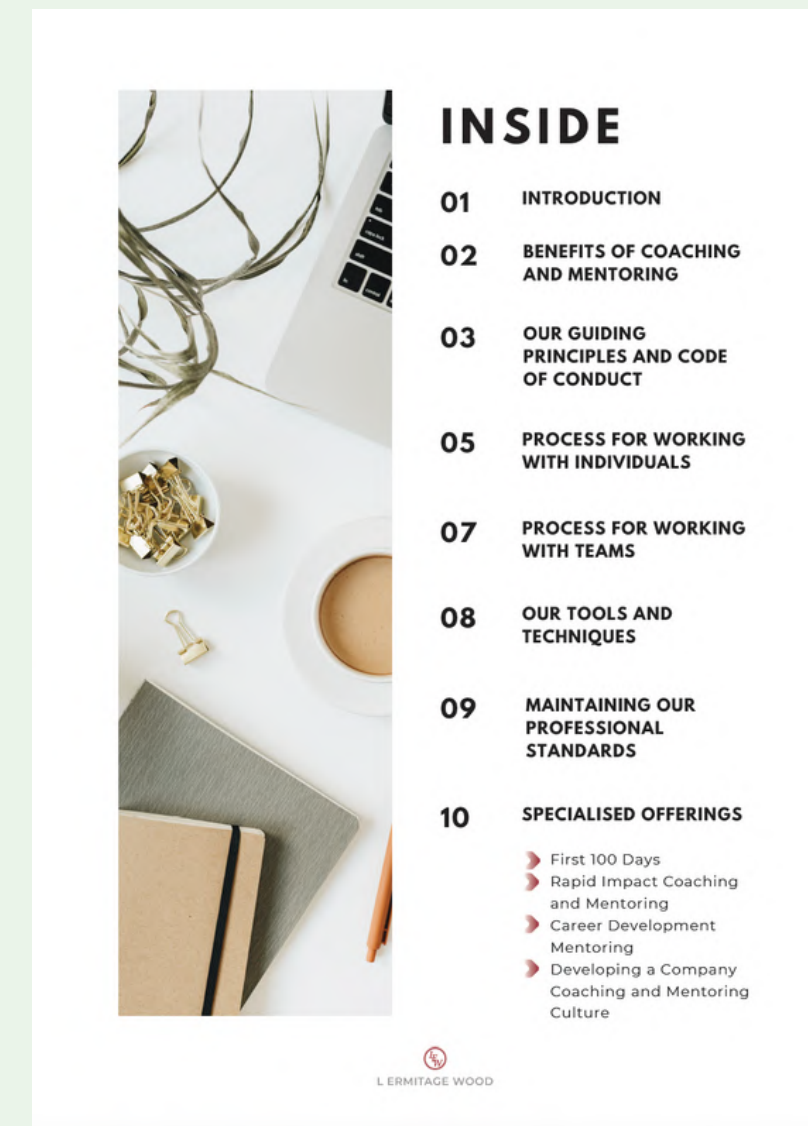 INSIDE
01 INTRODUCTION
02 BENEFITS OF COACHING
AND MENTORING
03 OUR GUIDING
PRINCIPLES AND CODE
OF CONDUCT
05 PROCESS FOR WORKING
WITH INDIVIDUALS
07 PROCESS FOR WORKING
WITH TEAMS
08 OUR TOOLS AND
TECHNIQUES
09 MAINTAINING OUR
PROFESSIONAL
STANDARDS
10 SPECIALISED OFFERINGS
First 100 Days
Rapid Impact Coaching
and Mentoring
Career Development
Mentoring
Developing a Company
Coaching and Mentoring
Culture
L ERMITAGE WOOD